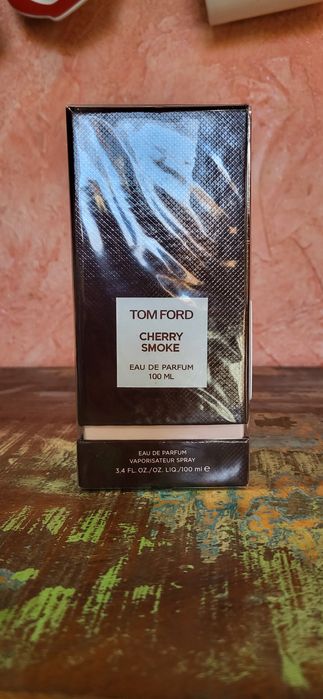 TOM FORD
CHERRY
SMOKE
EAU DE PARFUM
100 ML
EAU DE PARFUM
VAPORISATEUR SPRAY
3.4 FL. OZ./OZ. LIQ./100 ml ℮